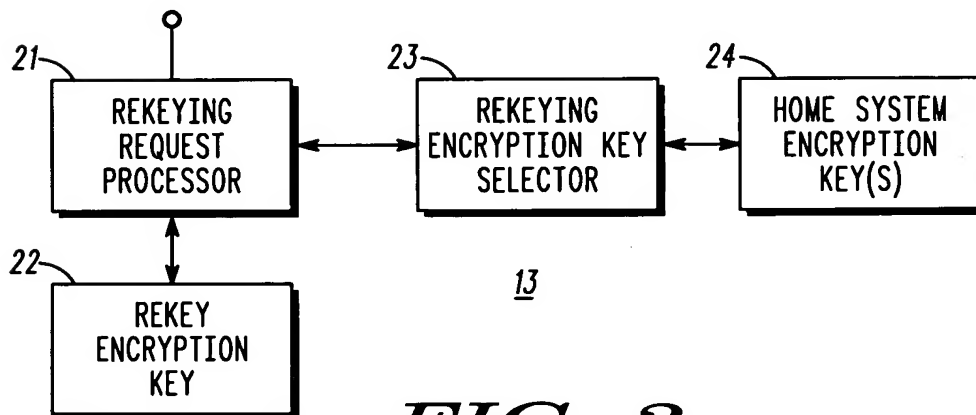 21
REKEYING
REQUEST
PROCESSOR
23
REKEYING
ENCRYPTION KEY
SELECTOR
24
HOME SYSTEM
ENCRYPTION
KEY(S)
22
REKEY
ENCRYPTION
KEY
13
FIG.